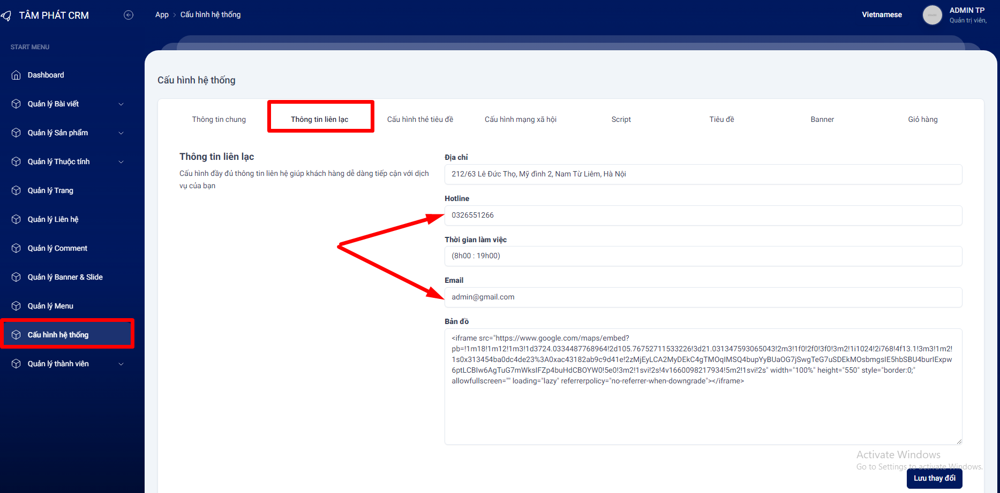 TÂM PHÁT CRM
App > Cấu hình hệ thống
Vietnamese
ADMIN TP
Quản trị viên,
START MENU
Dashboard
Quản lý Bài viết
Quản lý Sản phẩm
Quản lý Thuộc tính
Quản lý Trang
Quản lý Liên hệ
Quản lý Comment
Quản lý Banner & Slide
Quản lý Menu
Cấu hình hệ thống
Quản lý thành viên
Cấu hình hệ thống
Thông tin chung
Thông tin liên lạc
Cấu hình thẻ tiêu đề
Cấu hình mạng xã hội
Script
Tiêu đề
Banner
Giỏ hàng
Thông tin liên lạc
Cấu hình đầy đủ thông tin liên hệ giúp khách hàng dễ dàng tiếp cận với dịch
vụ của bạn
Địa chỉ
212/63 Lê Đức Thọ, Mỹ đình 2, Nam Từ Liêm, Hà Nội
Hotline
0326551266
Thời gian làm việc
(8h00 : 19h00)
Email
admin@gmail.com
Bản đồ
<iframe src="https://www.google.com/maps/embed?
pb=!1m18!1m12!1m3!1d3724.0334487768964!2d105.76752711533226!3d21.031347593065043!2m3!1f0!2f0!3f0!3m2!1i1024!2i768!4f13.1!3m3!1m2!
1s0x313454ba0dc4de23%3A0xac43182ab9c9d41e!2zMjEyLCA2MyDEkC4gTMOqIMSQ4bupYyBUaOG7jSwgTeG7uSDEkMOsbmgsIE5hbSBU4burIExpw
6ptLCBIw6AgTuG7mWksIFZp4buHdCBOYW0!5e0!3m2!1svi!2s!4v1660098217934!5m2!1svi!2s" width="100%" height="550" style="border:0;"
allowfullscreen="" loading="lazy" referrerpolicy="no-referrer-when-downgrade"></iframe>
Activate Windows
Go to Settings to activate Windows.
Lưu thay đổi